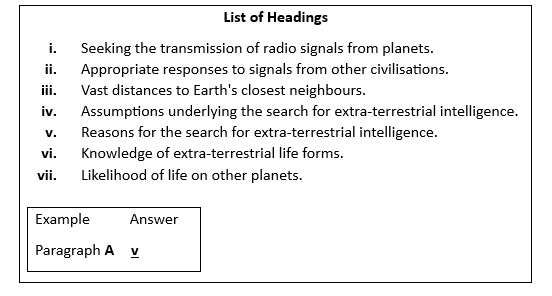 List of Headings
i. Seeking the transmission of radio signals from planets.
ii. Appropriate responses to signals from other civilisations.
iii. Vast distances to Earth's closest neighbours.
iv. Assumptions underlying the search for extra-terrestrial intelligence.
v. Reasons for the search for extra-terrestrial intelligence.
vi. Knowledge of extra-terrestrial life forms.
vii. Likelihood of life on other planets.
Example Answer
Paragraph A v